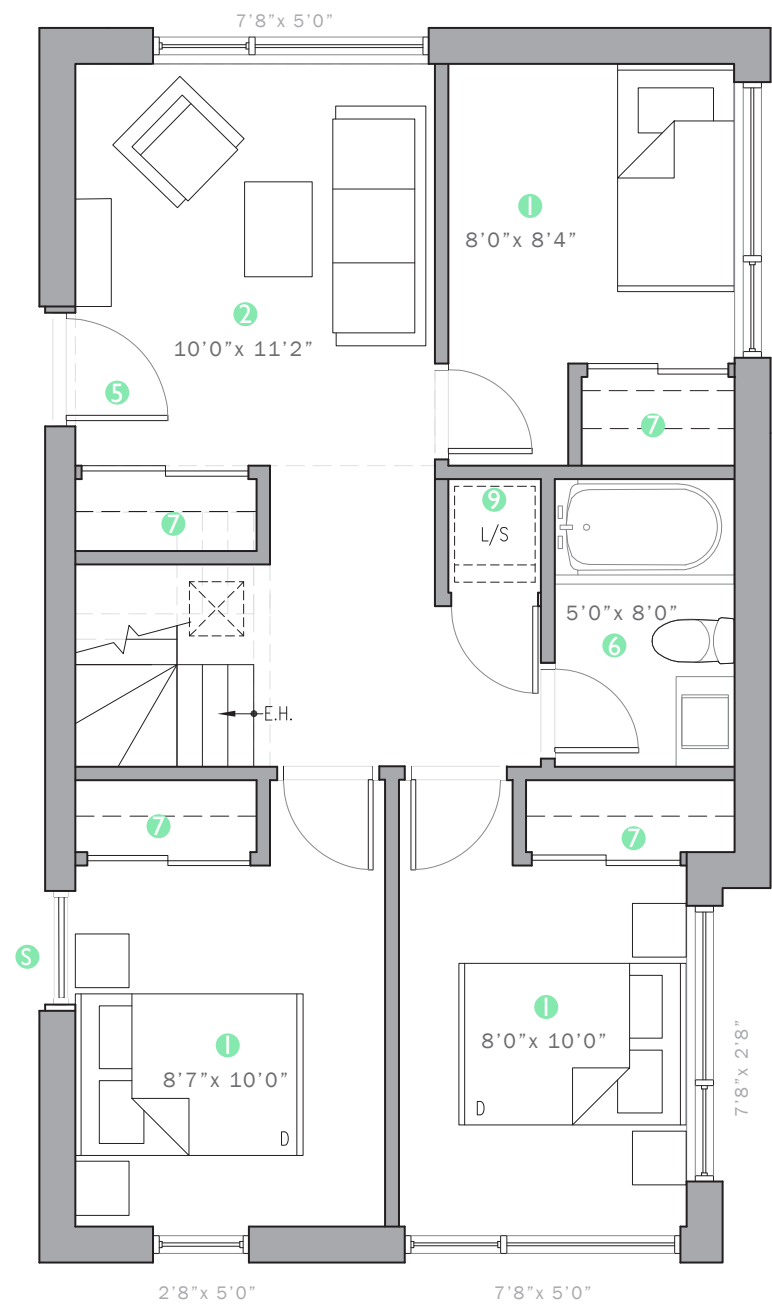 7’8”x 5’0”
1
8’0”x 8’4”
2
10’0”x 11’2”
5
7
7
9
L/S
5’0”x 8’0”
6
E.H.
7
7
S
1
8’0”x 10’0”
1
8’7”x 10’0”
D
D
7’8”x 2’8”
2’8”x 5’0”
7’8”x 5’0”